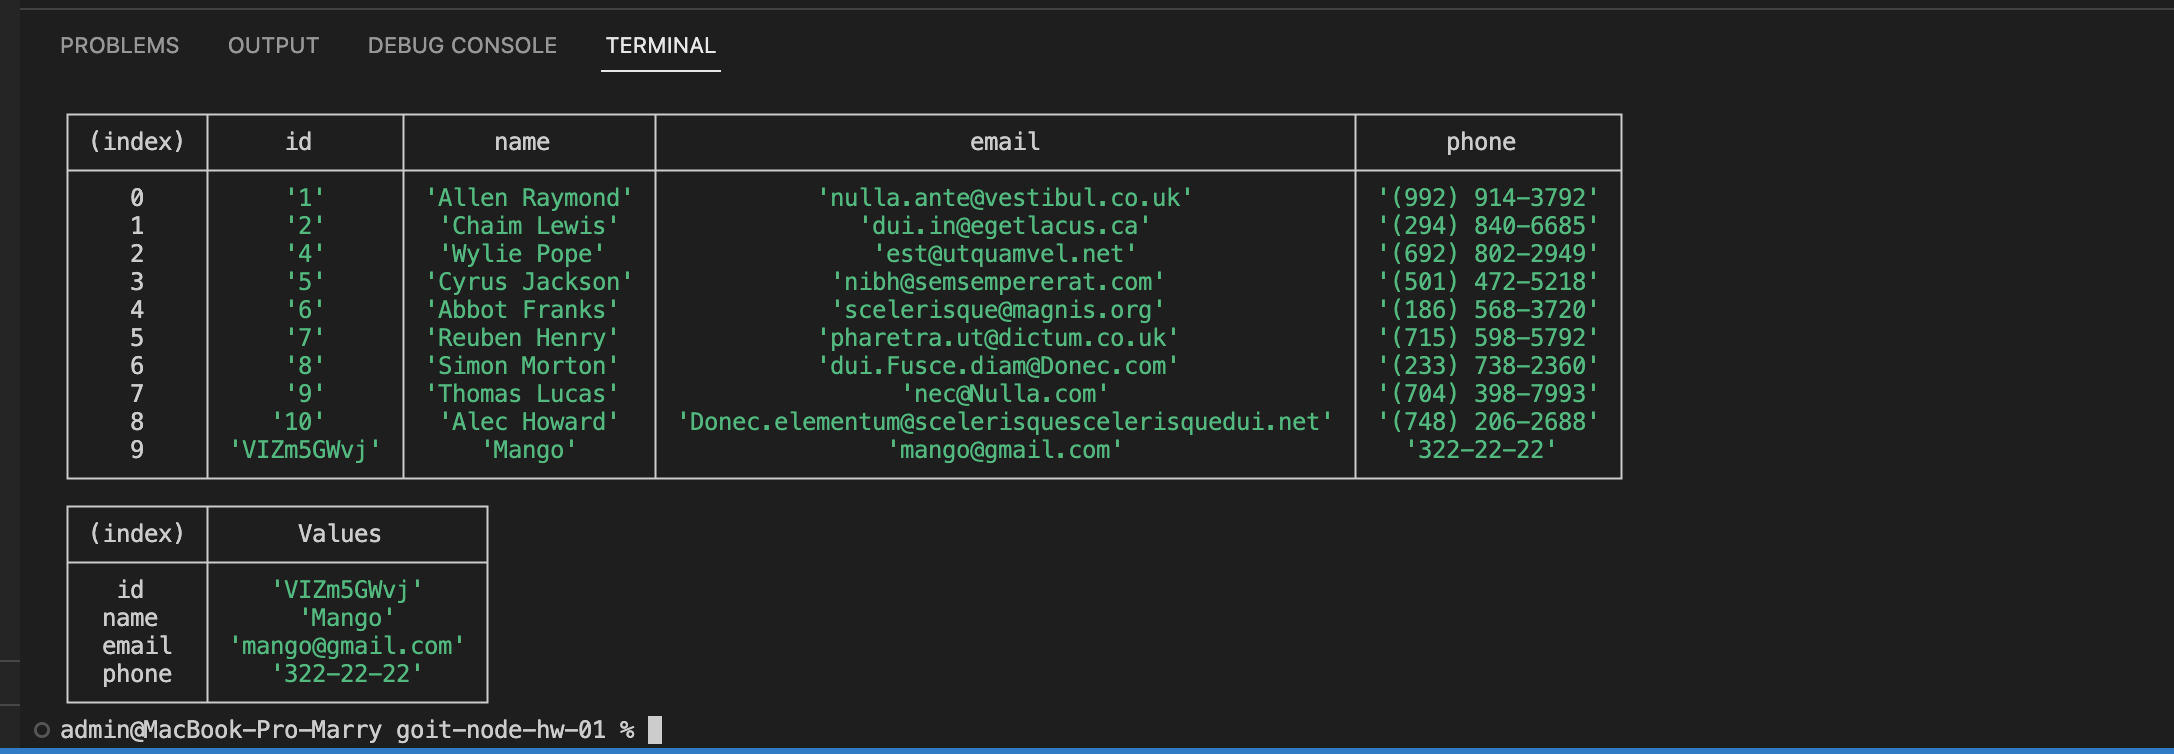 PROBLEMS OUTPUT DEBUG CONSOLE TERMINAL
(index) id name email phone
0 '1' 'Allen Raymond' 'nulla.ante@vestibul.co.uk' '(992) 914-3792'
1 '2' 'Chaim Lewis' 'dui.in@egetlacus.ca' '(294) 840-6685'
2 '4' 'Wylie Pope' 'est@utquamvel.net' '(692) 802-2949'
3 '5' 'Cyrus Jackson' 'nibh@semsempererat.com' '(501) 472-5218'
4 '6' 'Abbot Franks' 'scelerisque@magnis.org' '(186) 568-3720'
5 '7' 'Reuben Henry' 'pharetra.ut@dictum.co.uk' '(715) 598-5792'
6 '8' 'Simon Morton' 'dui.Fusce.diam@Donec.com' '(233) 738-2360'
7 '9' 'Thomas Lucas' 'nec@Nulla.com' '(704) 398-7993'
8 '10' 'Alec Howard' 'Donec.elementum@scelerisquescelerisquedui.net' '(748) 206-2688'
9 'VIZm5GWvj' 'Mango' 'mango@gmail.com' '322-22-22'
(index) Values
id 'VIZm5GWvj'
name 'Mango'
email 'mango@gmail.com'
phone '322-22-22'
admin@MacBook-Pro-Marry goit-node-hw-01 %